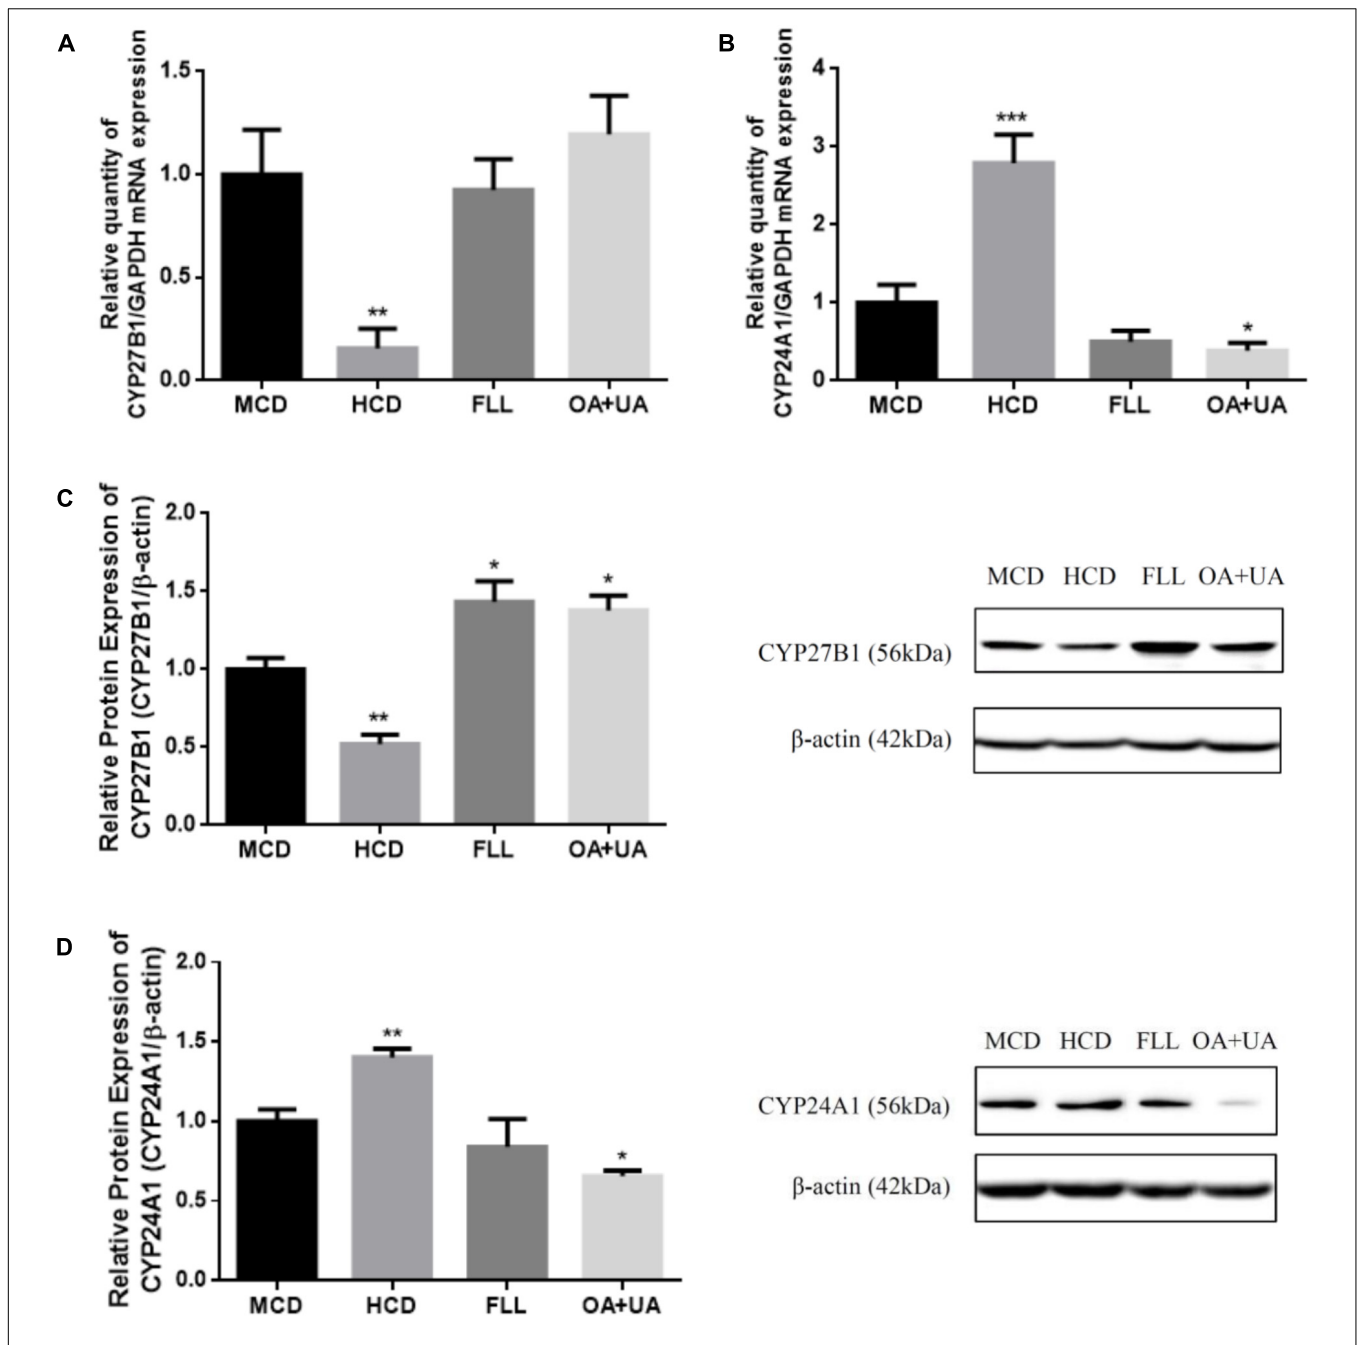 A
Relative quantity of
CYP27B1/GAPDH mRNA expression
1.5
1.0
0.5
0.0
**
MCD HCD FLL OA+UA
B
Relative quantity of
CYP24A1/GAPDH mRNA expression
4
3
2
1
0
***
*
MCD HCD FLL OA+UA
C
Relative Protein Expression of
CYP27B1 (CYP27B1/β-actin)
2.0
1.5
1.0
0.5
0.0
**
*
*
MCD HCD FLL OA+UA
MCD HCD FLL OA+UA
CYP27B1 (56kDa)
β-actin (42kDa)
D
Relative Protein Expression of
CYP24A1 (CYP24A1/β-actin)
2.0
1.5
1.0
0.5
0.0
**
*
MCD HCD FLL OA+UA
MCD HCD FLL OA+UA
CYP24A1 (56kDa)
β-actin (42kDa)